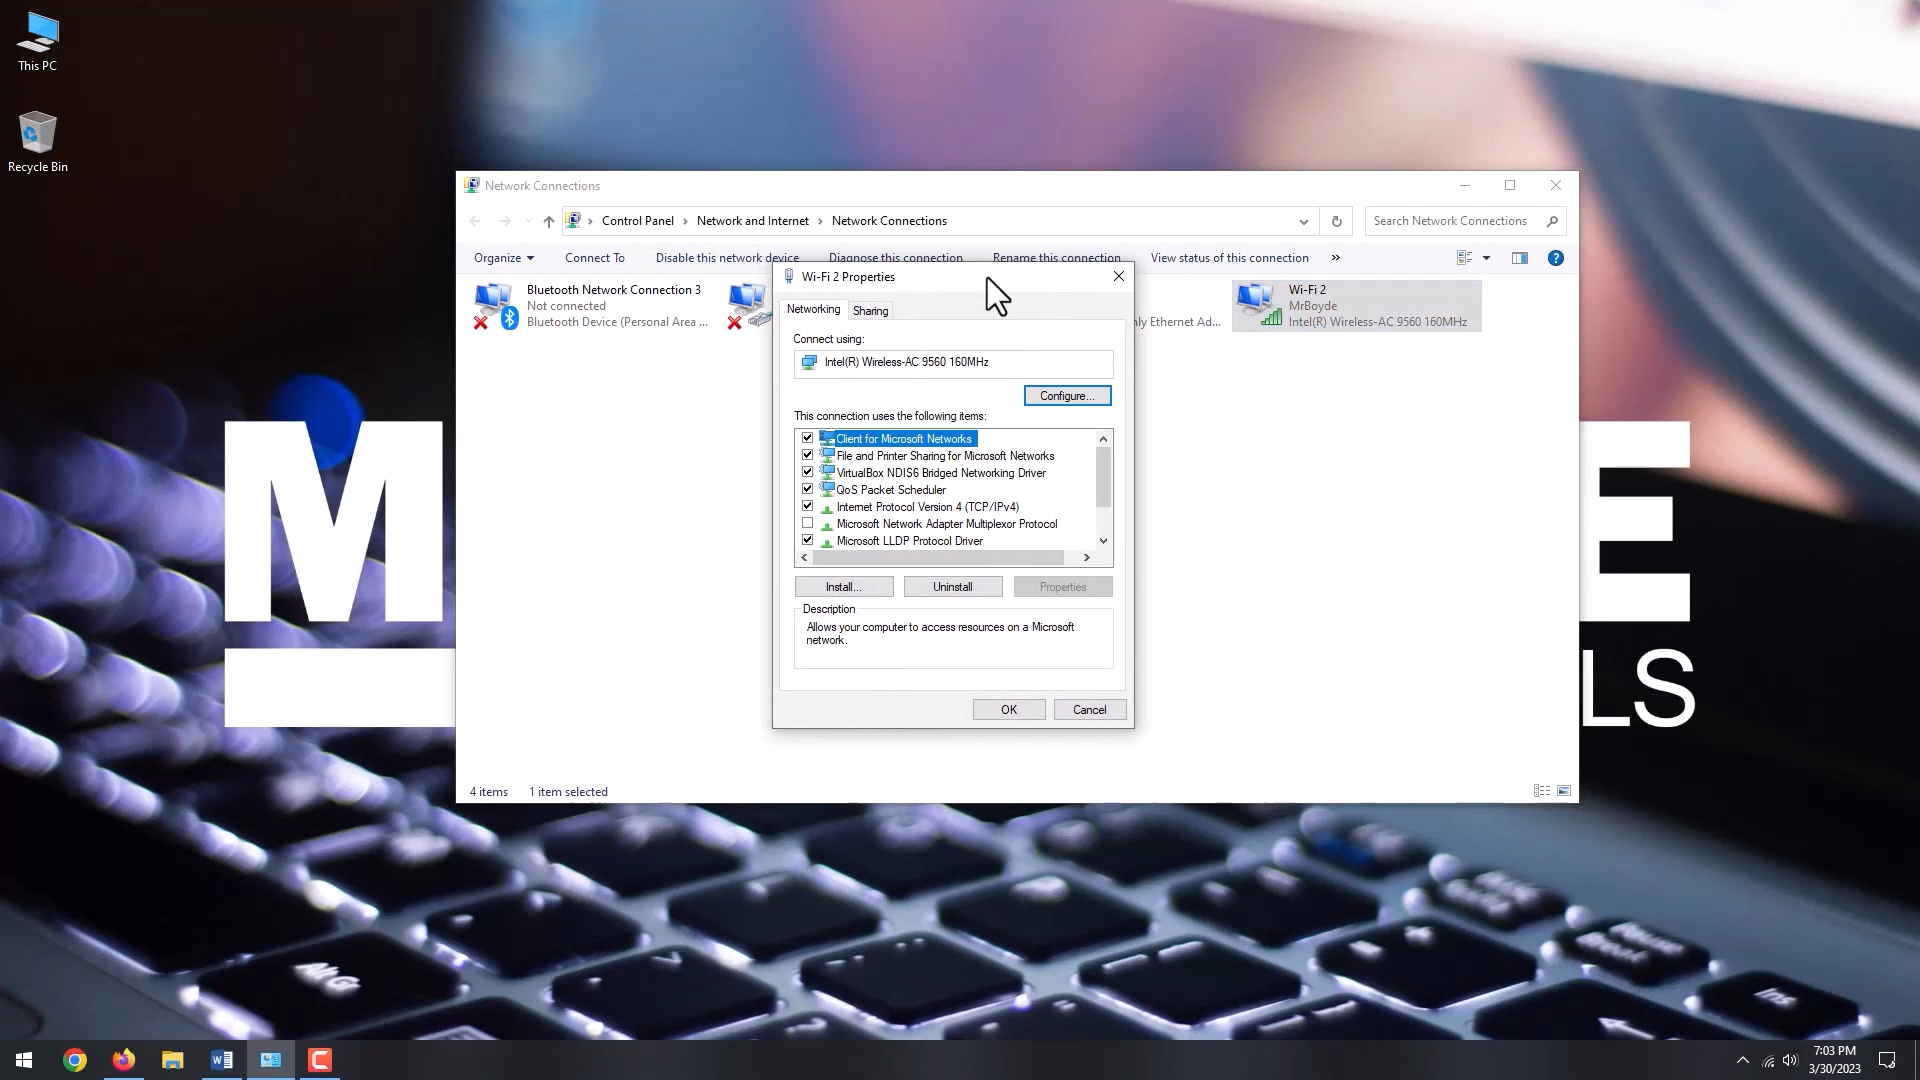 This PC
Recycle Bin
Network Connections
Control Panel
Network and Internet
Network Connections
Search Network Connections
Organize
Connect To
Disable this network device
Diagnose this connection
Rename this connection
View status of this connection
»
Bluetooth Network Connection 3
Not connected
Bluetooth Device (Personal Area ...
nly Ethernet Ad...
Wi-Fi 2
MrBoyde
Intel(R) Wireless-AC 9560 160MHz
Wi-Fi 2 Properties
Networking
Sharing
Connect using:
Intel(R) Wireless-AC 9560 160MHz
Configure...
This connection uses the following items:
Client for Microsoft Networks
File and Printer Sharing for Microsoft Networks
VirtualBox NDIS6 Bridged Networking Driver
QoS Packet Scheduler
Internet Protocol Version 4 (TCP/IPv4)
Microsoft Network Adapter Multiplexor Protocol
Microsoft LLDP Protocol Driver
Install...
Uninstall
Properties
Description
Allows your computer to access resources on a Microsoft
network.
OK
Cancel
4 items
1 item selected
M
E
LS
Alt Gr
Pause
Break
Ins
7:03 PM
3/30/2023